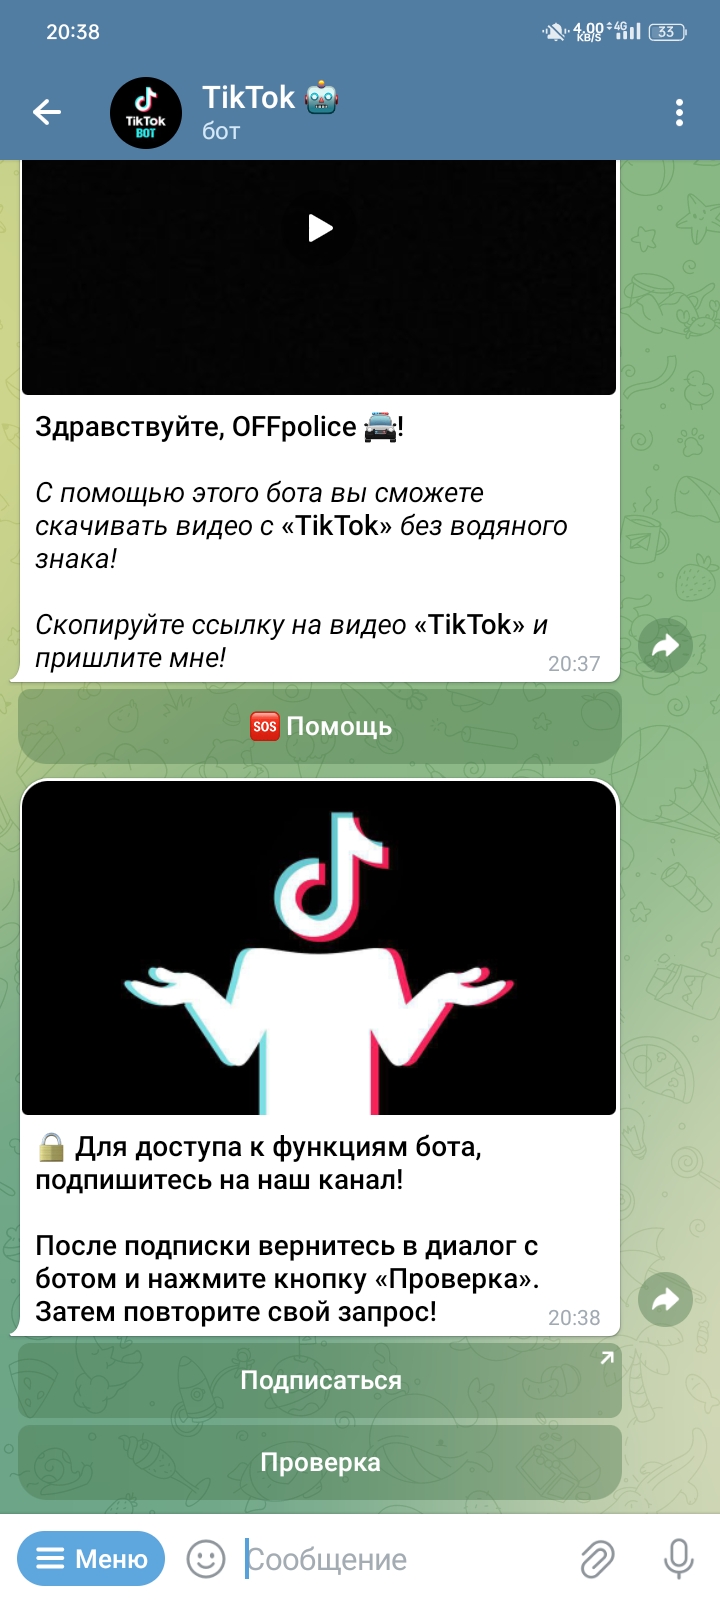 20:38
4.00 KB/S
4G
33
TikTok 🤖
бот
TikTok
BOT
Здравствуйте, OFFpolice 🚔!
С помощью этого бота вы сможете
скачивать видео с «TikTok» без водяного
знака!
Скопируйте ссылку на видео «TikTok» и
пришлите мне!
20:37
🆘 Помощь
🔒 Для доступа к функциям бота,
подпишитесь на наш канал!
После подписки вернитесь в диалог с
ботом и нажмите кнопку «Проверка».
Затем повторите свой запрос!
20:38
Подписаться
Проверка
Меню
Сообщение